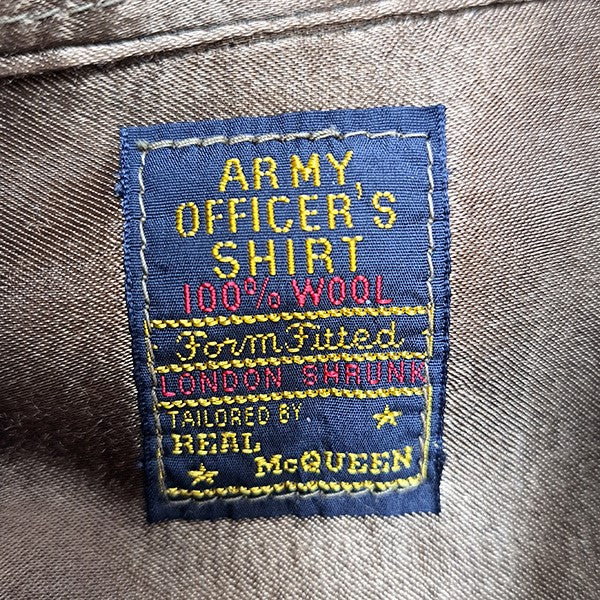 ARMY
OFFICER'S
SHIRT
100% WOOL
Form Fitted
LONDON SHRUNK
TAILORED BY
REAL
McQUEEN